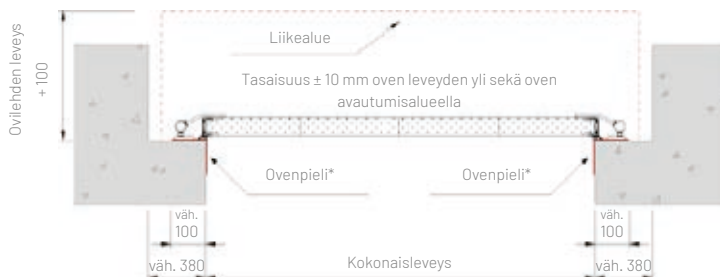 Ovilehden leveys
+ 100
Liikealue
Tasaisuus ± 10 mm oven leveyden yli sekä oven
avautumisalueella
Ovenpieli*
Ovenpieli*
väh.
100
väh.
100
väh. 380
Kokonaisleveys
väh. 380